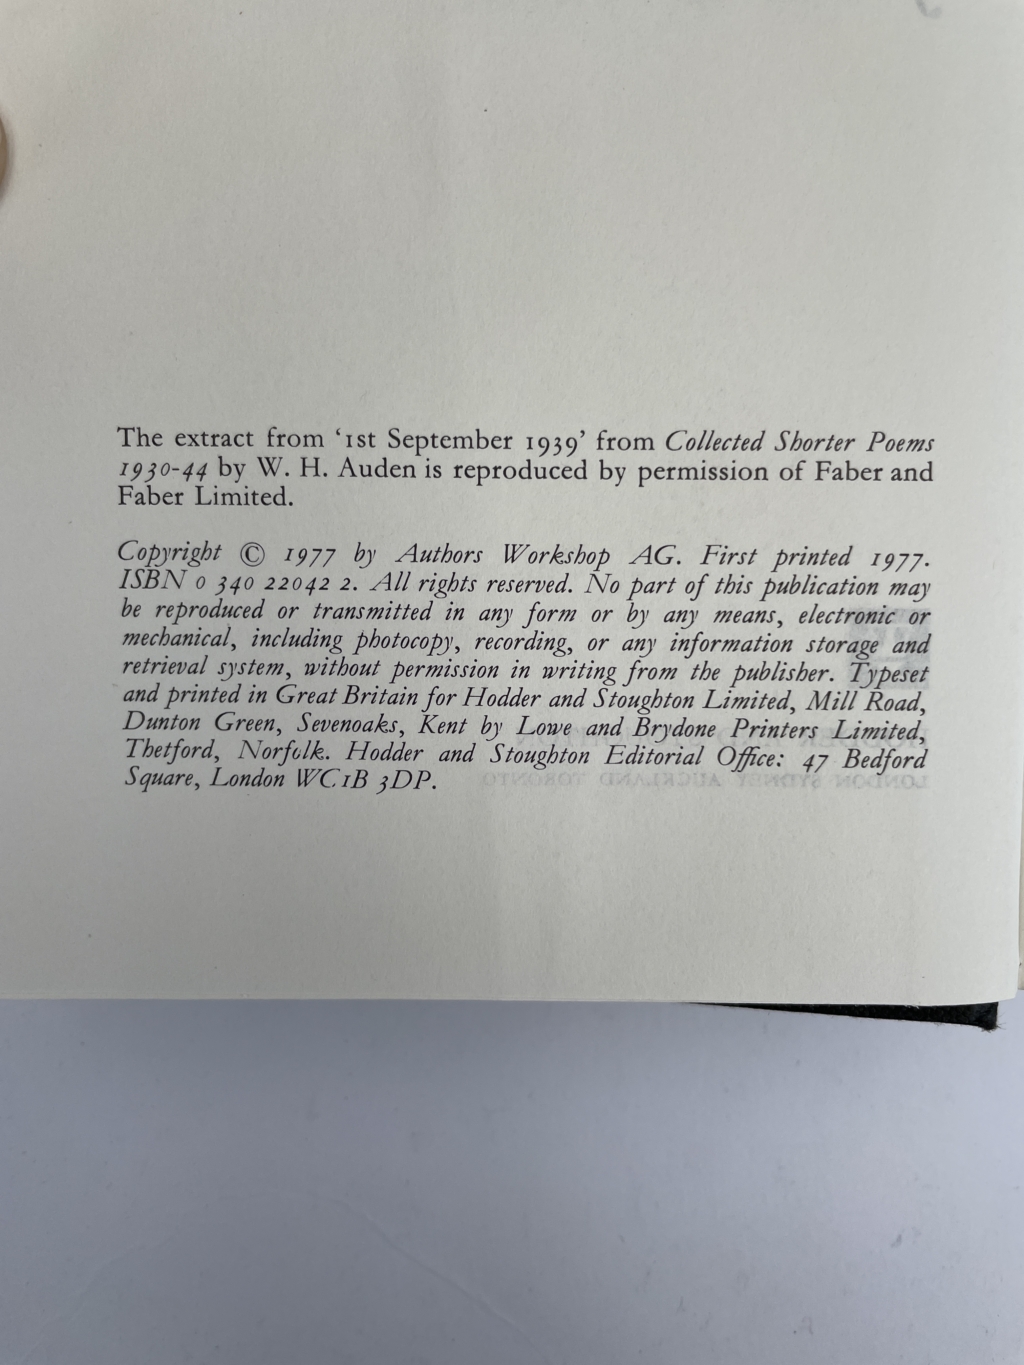 The extract from ‘1st September 1939’ from Collected Shorter Poems
1930-44 by W. H. Auden is reproduced by permission of Faber and
Faber Limited.
Copyright © 1977 by Authors Workshop AG. First printed 1977.
ISBN 0 340 22042 2. All rights reserved. No part of this publication may
be reproduced or transmitted in any form or by any means, electronic or
mechanical, including photocopy, recording, or any information storage and
retrieval system, without permission in writing from the publisher. Typeset
and printed in Great Britain for Hodder and Stoughton Limited, Mill Road,
Dunton Green, Sevenoaks, Kent by Lowe and Brydone Printers Limited,
Thetford, Norfolk. Hodder and Stoughton Editorial Office: 47 Bedford
Square, London WC1B 3DP.